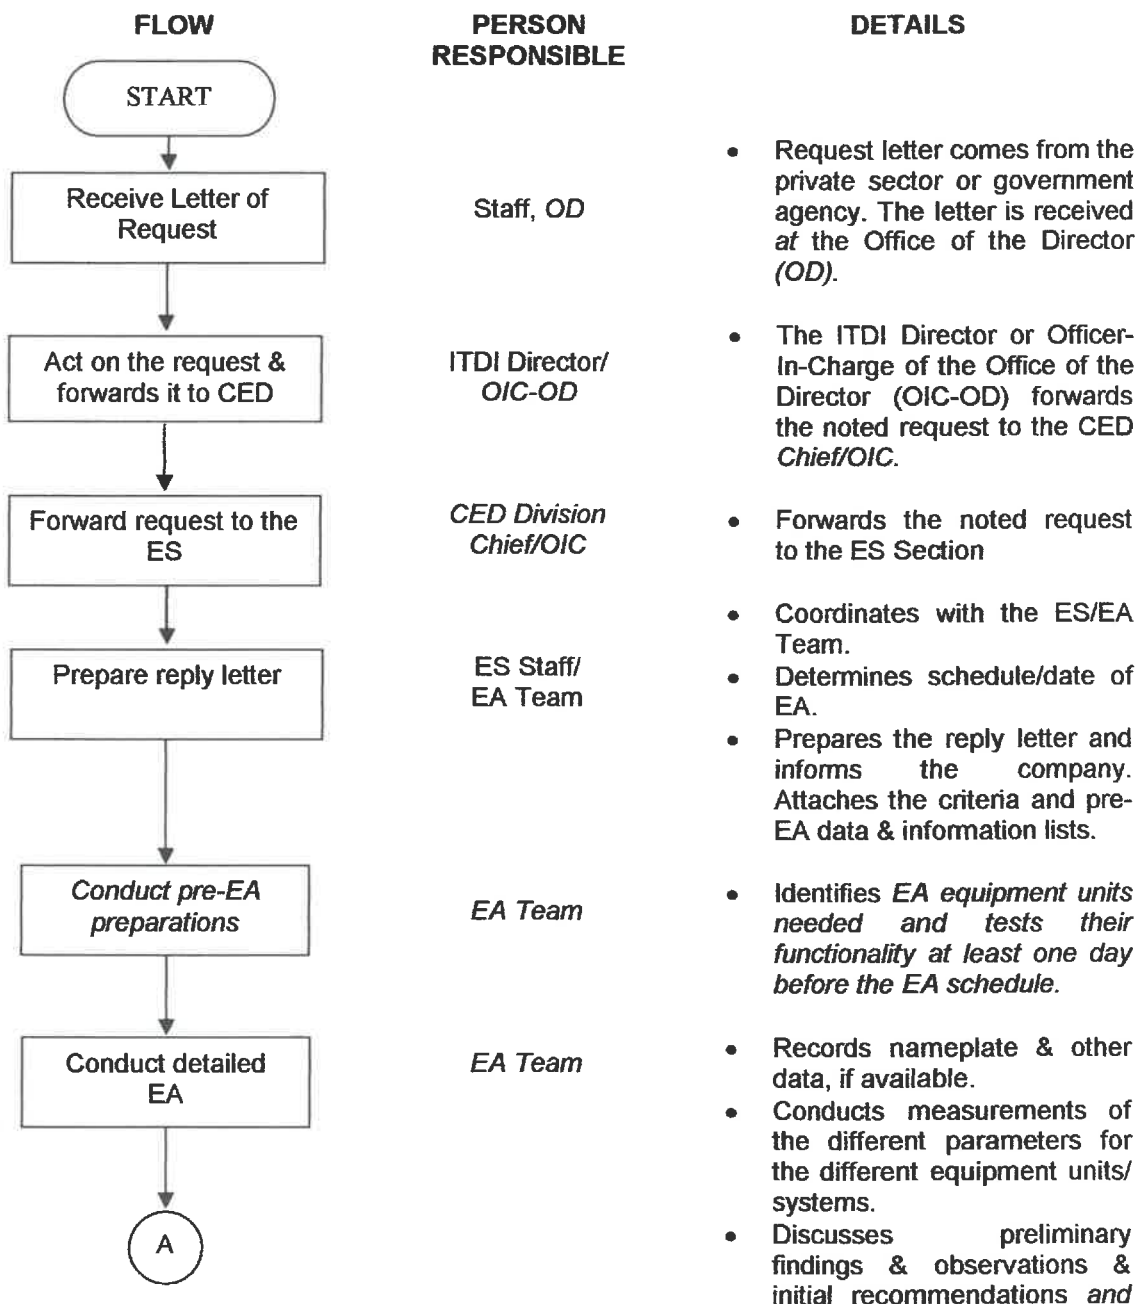 FLOW
PERSON
RESPONSIBLE
DETAILS
START
Receive Letter of
Request
Staff, OD
• Request letter comes from the
private sector or government
agency. The letter is received
at the Office of the Director
(OD).
Act on the request &
forwards it to CED
ITDI Director/
OIC-OD
• The ITDI Director or Officer-
In-Charge of the Office of the
Director (OIC-OD) forwards
the noted request to the CED
Chief/OIC.
Forward request to the
ES
CED Division
Chief/OIC
• Forwards the noted request
to the ES Section
Prepare reply letter
ES Staff/
EA Team
• Coordinates with the ES/EA
Team.
• Determines schedule/date of
EA.
• Prepares the reply letter and
informs the company.
Attaches the criteria and pre-
EA data & information lists.
Conduct pre-EA
preparations
EA Team
• Identifies EA equipment units
needed and tests their
functionality at least one day
before the EA schedule.
Conduct detailed
EA
EA Team
• Records nameplate & other
data, if available.
• Conducts measurements of
the different parameters for
the different equipment units/
systems.
• Discusses preliminary
findings & observations &
initial recommendations and
A